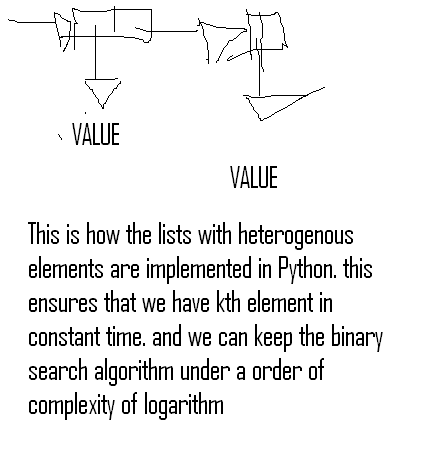 VALUE
VALUE
This is how the lists with heterogenous
elements are implemented in Python. this
ensures that we have kth element in
constant time. and we can keep the binary
search algorithm under a order of
complexity of logarithm